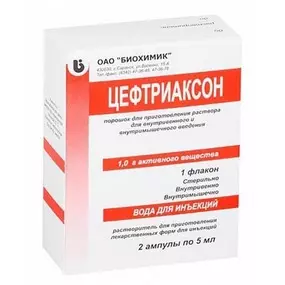 ОАО "БИОХИМИК"
ЦЕФТРИАКСОН
порошок для приготовления раствора
для внутривенного и
внутримышечного введения
1,0 г активного вещества
1 флакон
Стерильно
Внутривенно
Внутримышечно
ВОДА ДЛЯ ИНЪЕКЦИЙ
растворитель для приготовления
лекарственных форм для инъекций
2 ампулы по 5 мл